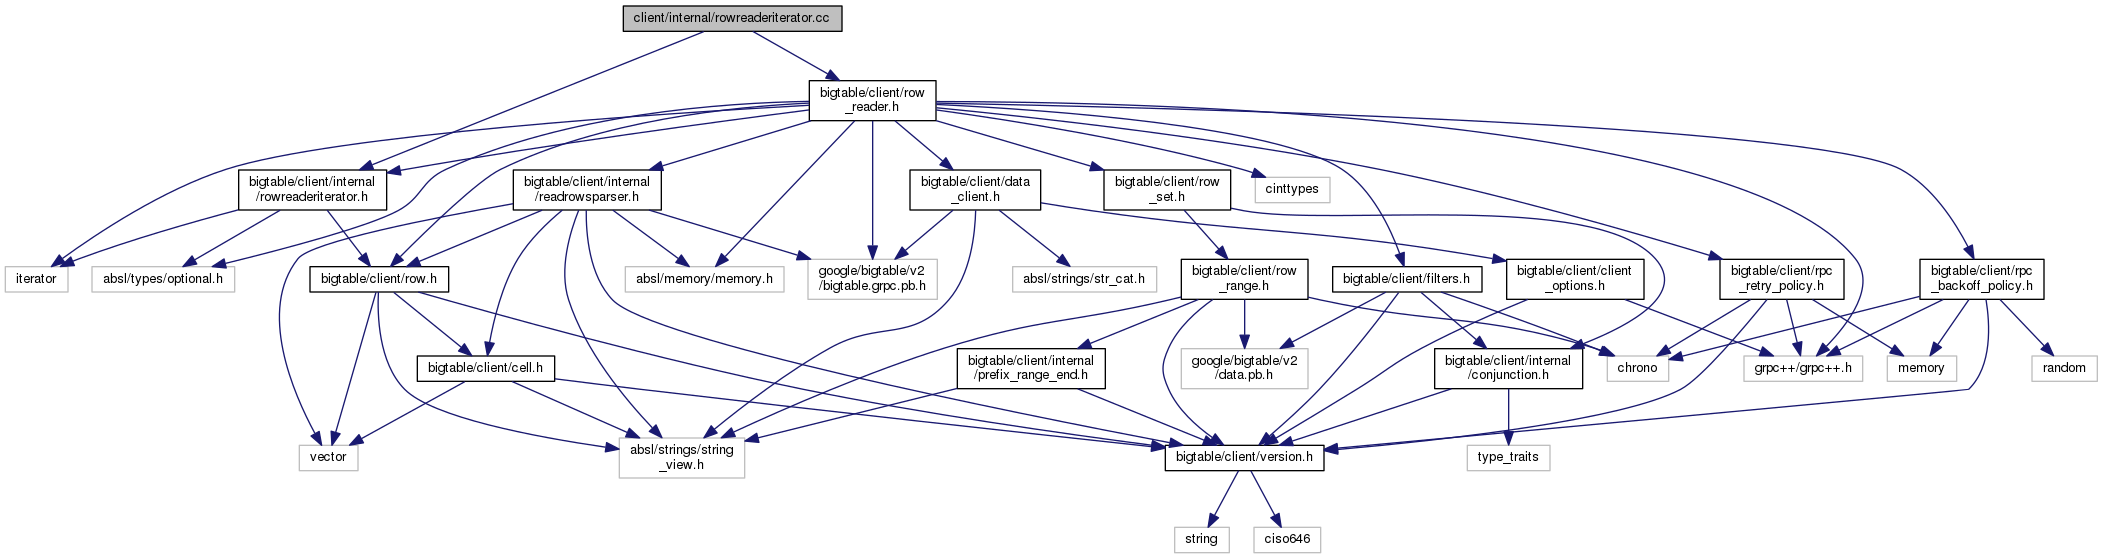 client/internal/rowreaderiterator.cc
bigtable/client/row
_reader.h
bigtable/client/internal
/rowreaderiterator.h
bigtable/client/internal
/readrowsparser.h
bigtable/client/data
_client.h
bigtable/client/row
_set.h
cinttypes
iterator
absl/types/optional.h
bigtable/client/row.h
absl/memory/memory.h
google/bigtable/v2
/bigtable.grpc.pb.h
absl/strings/str_cat.h
bigtable/client/row
_range.h
bigtable/client/filters.h
bigtable/client/client
_options.h
bigtable/client/rpc
_retry_policy.h
bigtable/client/rpc
_backoff_policy.h
bigtable/client/cell.h
bigtable/client/internal
/prefix_range_end.h
google/bigtable/v2
/data.pb.h
bigtable/client/internal
/conjunction.h
chrono
grpc++/grpc++.h
memory
random
vector
absl/strings/string
_view.h
bigtable/client/version.h
type_traits
string
ciso646